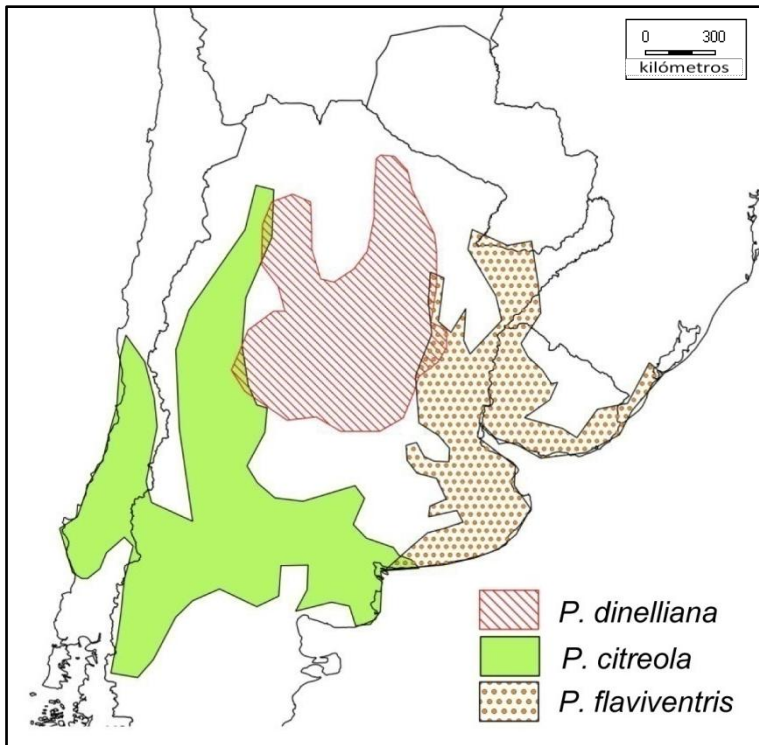 0 300
kilómetros
P. dinelliana
P. citreola
P. flaviventris